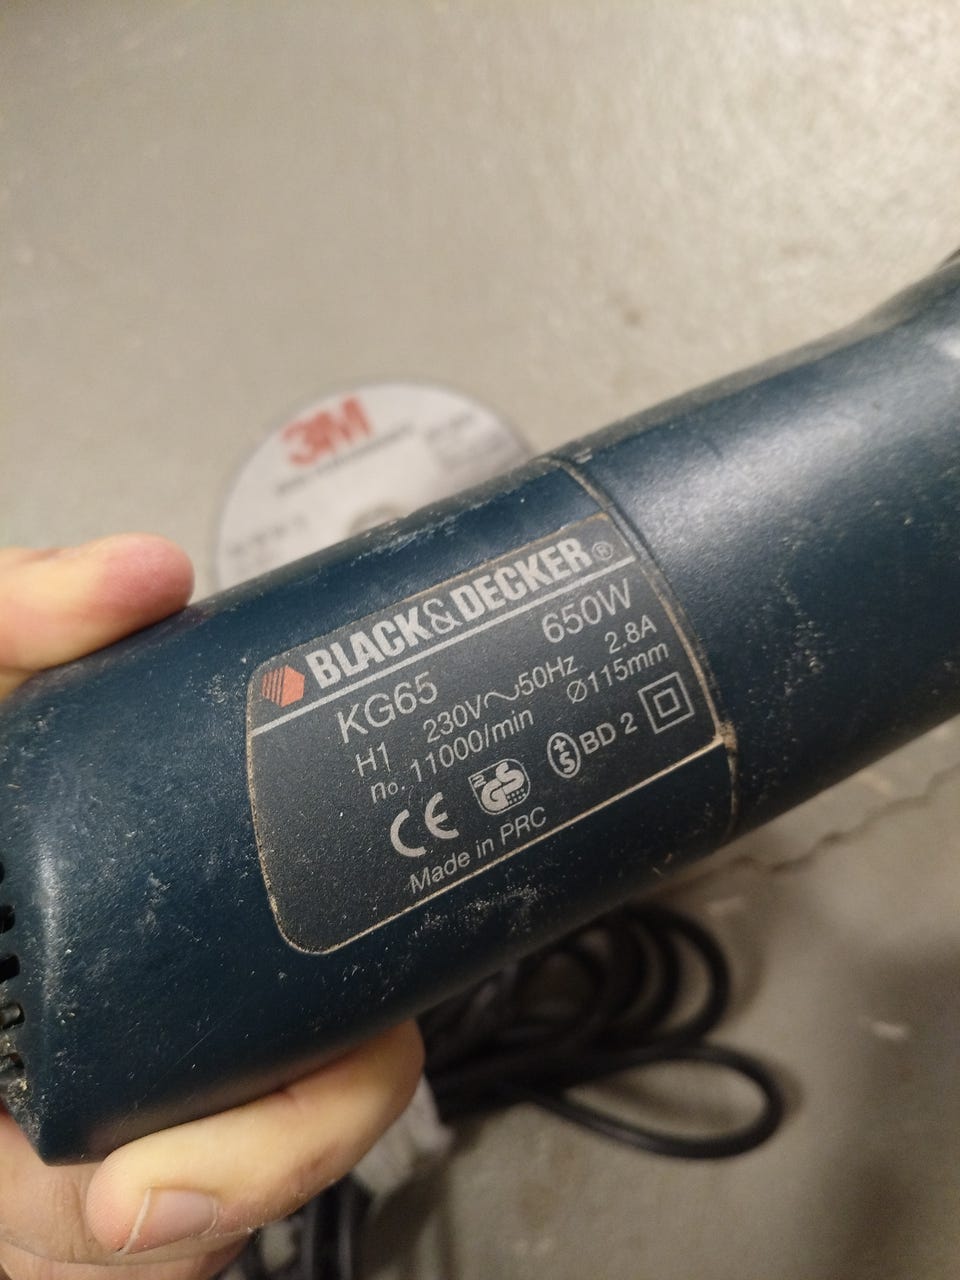 3M
BLACK&DECKER®
KG65 650W
H1 230V~50Hz 2.8A
no. 11000/min Ø115mm
CE GS +S BD 2
Made in PRC